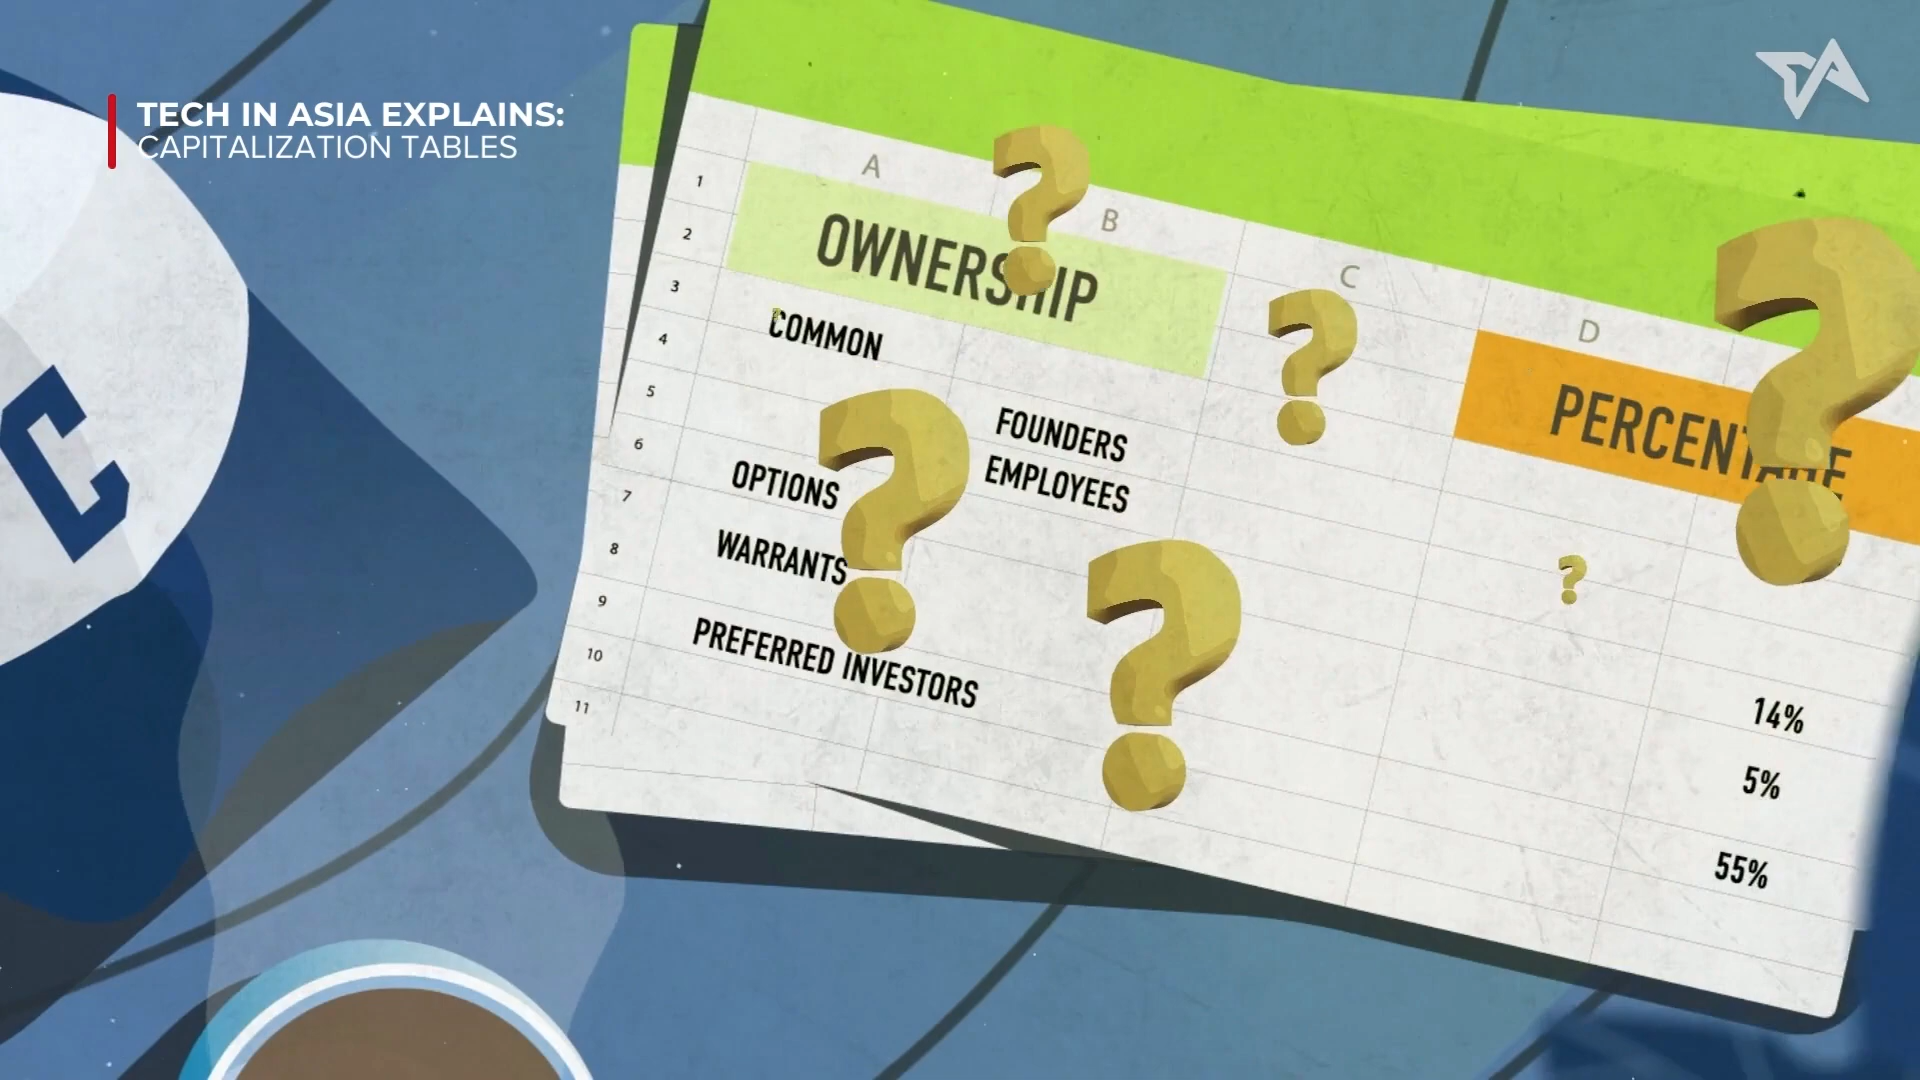 TECH IN ASIA EXPLAINS:
CAPITALIZATION TABLES
A
B
C
D
1
2
3
4
5
6
7
8
9
10
11
OWNERSHIP
PERCENTAGE
COMMON
FOUNDERS
EMPLOYEES
OPTIONS
14%
WARRANTS
5%
PREFERRED INVESTORS
55%
C
?
?
?
?
?
?